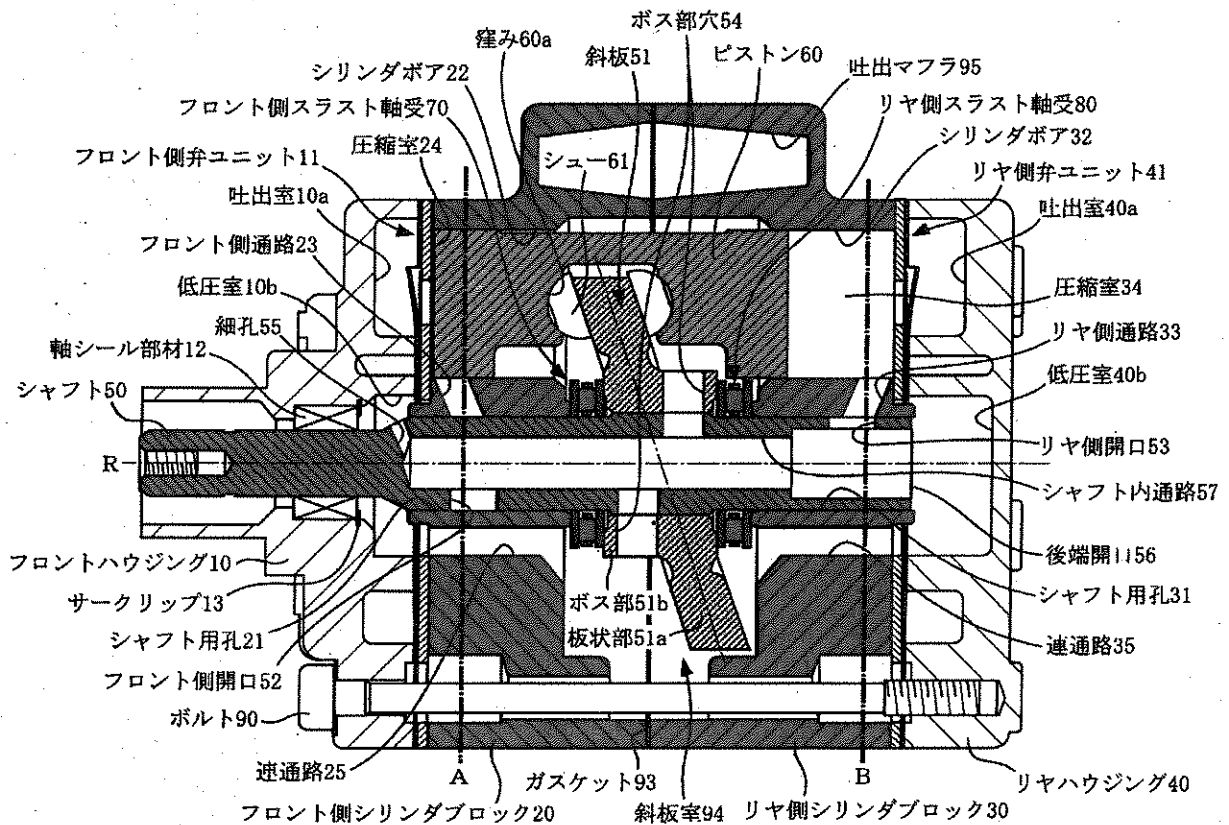 ボス部穴54
窪み60a
斜板51
ピストン60
シリンダボア22
吐出マフラ95
フロント側スラスト軸受70
リヤ側スラスト軸受80
圧縮室24
シュー61
シリンダボア32
フロント側弁ユニット11
リヤ側弁ユニット41
吐出室10a
吐出室40a
フロント側通路23
低圧室10b
圧縮室34
細孔55
リヤ側通路33
軸シール部材12
低圧室40b
シャフト50
リヤ側開口53
R
シャフト内通路57
フロントハウジング10
後端開口56
サークリップ13
ボス部51b
シャフト用孔31
シャフト用孔21
板状部51a
連通路35
フロント側開口52
ボルト90
連通路25
A
ガスケット93
B
リヤハウジング40
フロント側シリンダブロック20
斜板室94
リヤ側シリンダブロック30